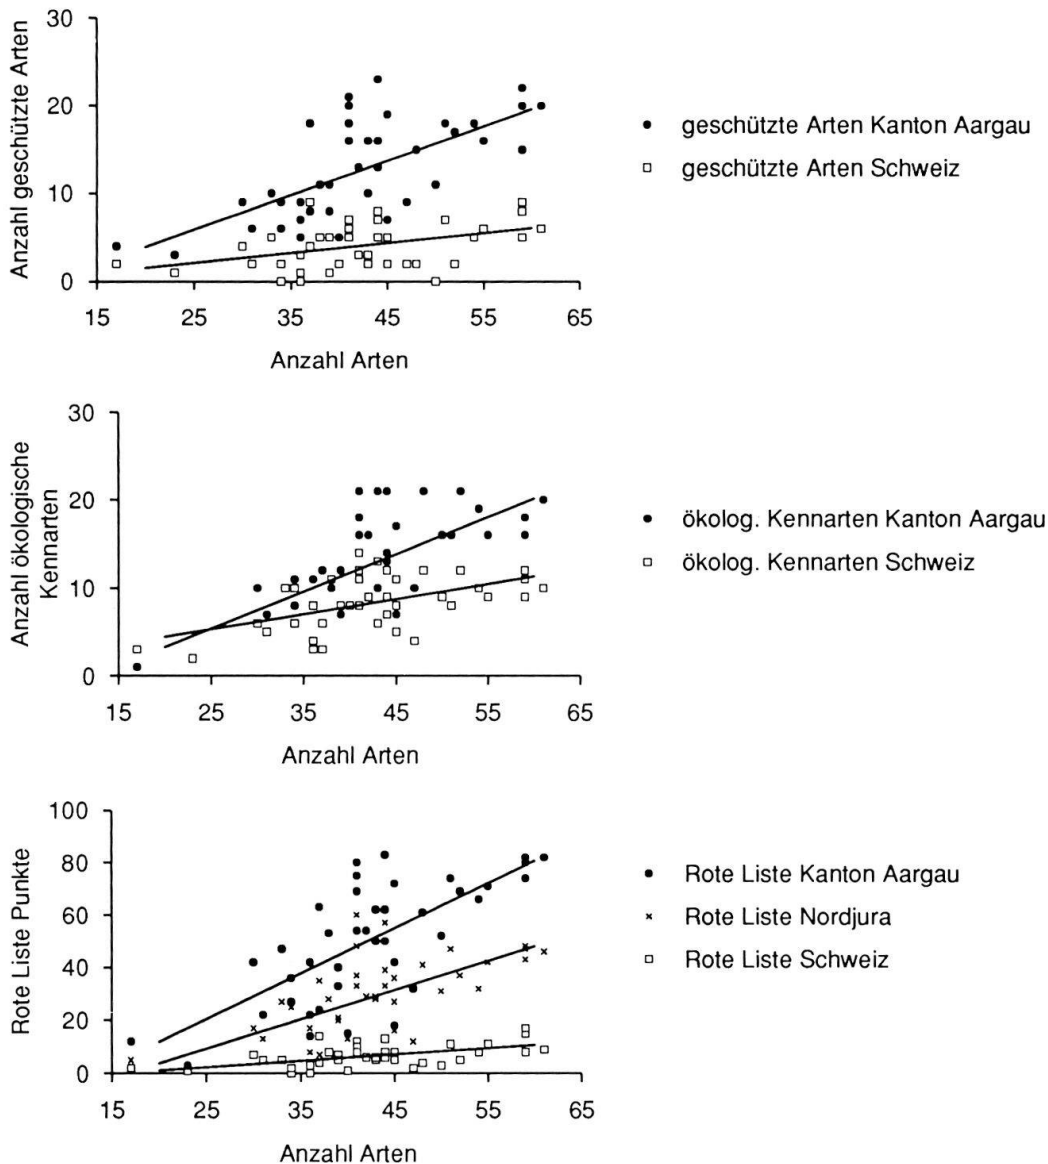 30
20
10
0
Anzahl geschützte Arten
15 25 35 45 55 65
Anzahl Arten
geschützte Arten Kanton Aargau
geschützte Arten Schweiz
30
20
10
0
Anzahl ökologische
Kennarten
15 25 35 45 55 65
Anzahl Arten
ökolog. Kennarten Kanton Aargau
ökolog. Kennarten Schweiz
100
80
60
40
20
0
Rote Liste Punkte
15 25 35 45 55 65
Anzahl Arten
Rote Liste Kanton Aargau
Rote Liste Nordjura
Rote Liste Schweiz